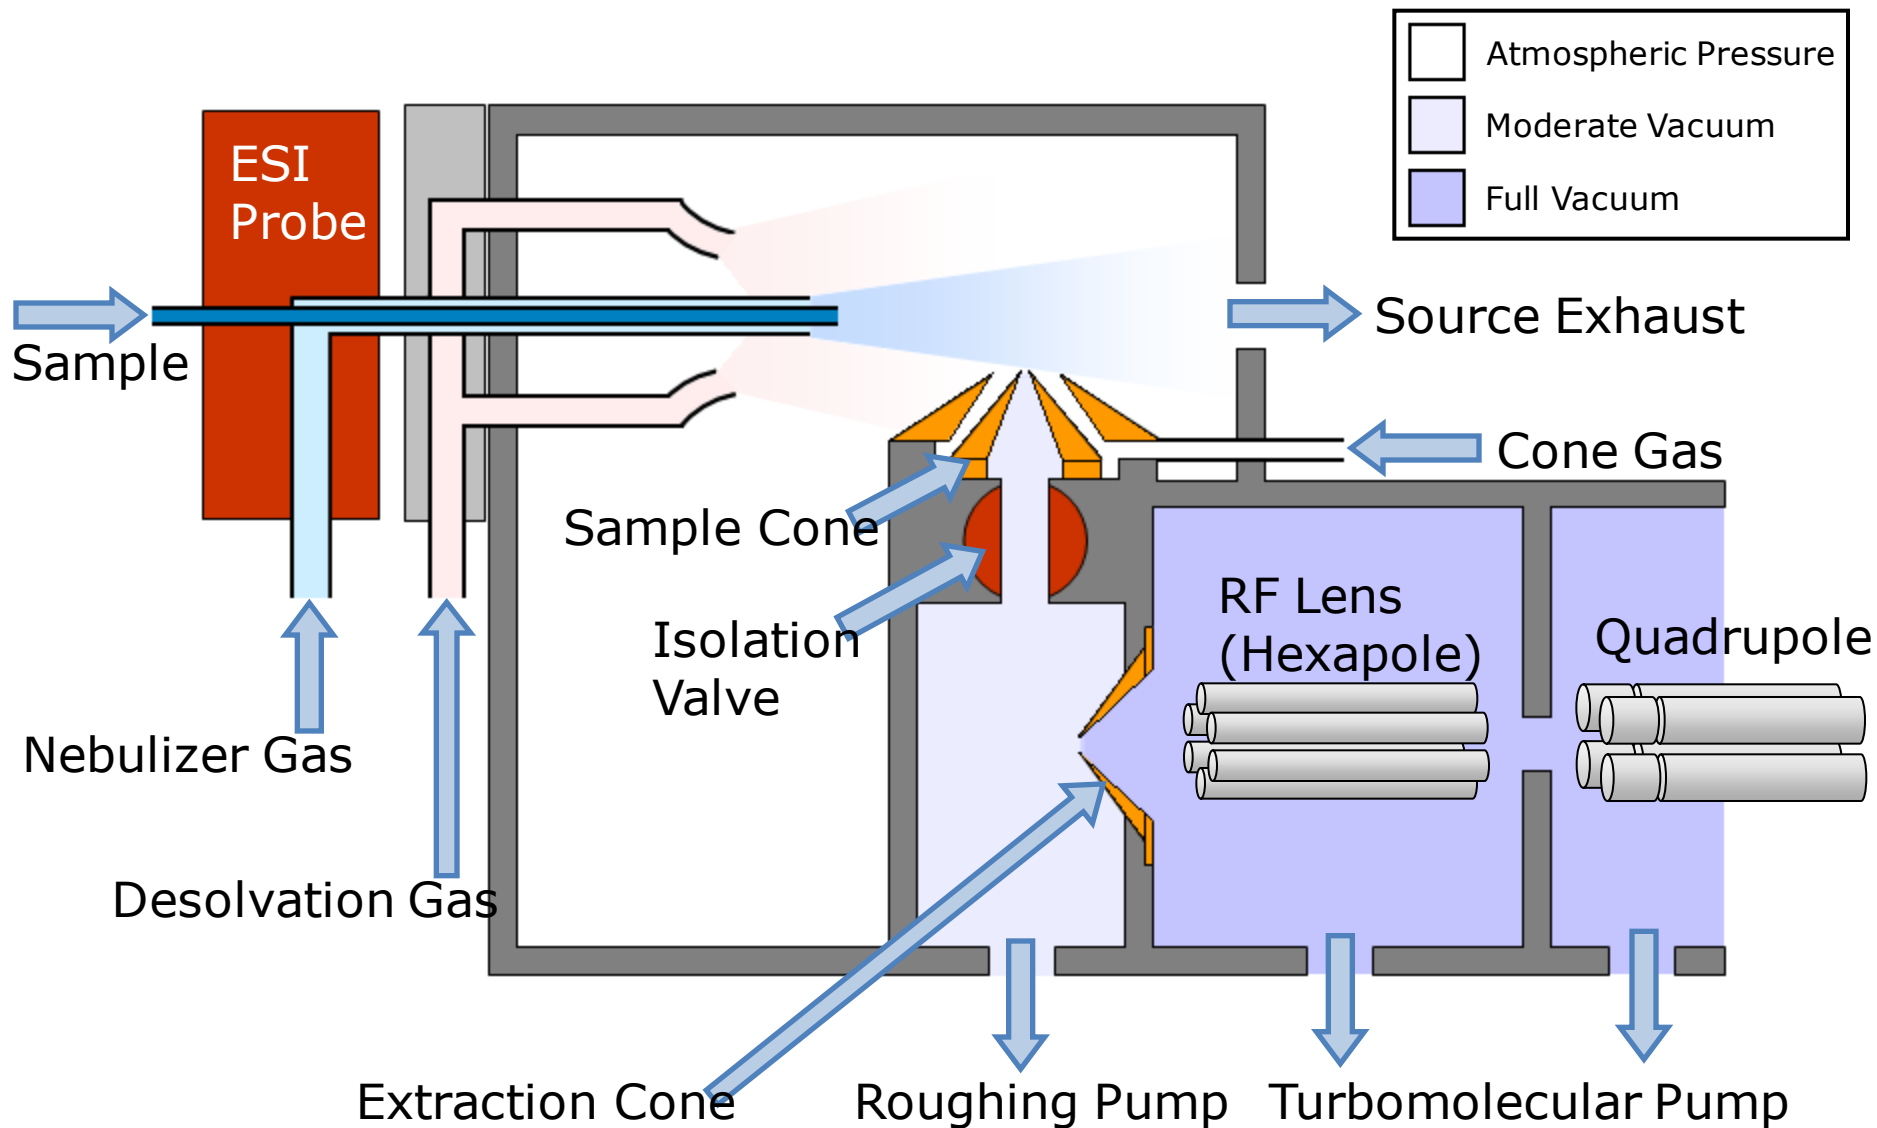 Atmospheric Pressure
Moderate Vacuum
Full Vacuum
ESI
Probe
Sample
Source Exhaust
Cone Gas
Sample Cone
Isolation
Valve
RF Lens
(Hexapole)
Quadrupole
Nebulizer Gas
Desolvation Gas
Extraction Cone
Roughing Pump
Turbomolecular Pump